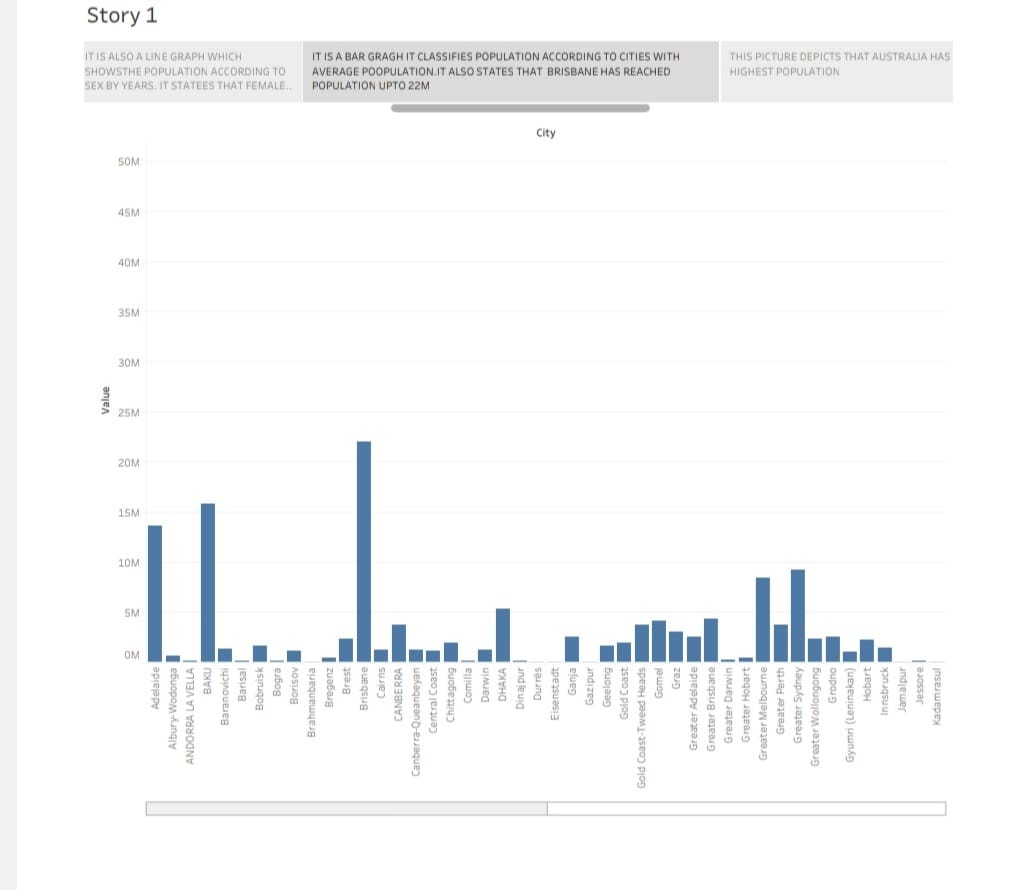 Story 1
IT IS ALSO A LINE GRAPH WHICH
SHOWSTHE POPULATION ACCORDING TO
SEX BY YEARS. IT STATEES THAT FEMALE..
IT IS A BAR GRAGH IT CLASSIFIES POPULATION ACCORDING TO CITIES WITH
AVERAGE POOPULATION.IT ALSO STATES THAT BRISBANE HAS REACHED
POPULATION UPTO 22M
THIS PICTURE DEPICTS THAT AUSTRALIA HAS
HIGHEST POPULATION
City
50M
45M
40M
35M
30M
25M
20M
15M
10M
5M
0M
Value
Adelaide
Albury-Wodonga
ANDORRA LA VELLA
BAKU
Baranovichi
Barisal
Bobruisk
Bogra
Borisov
Brahmanbaria
Bregenz
Brest
Brisbane
Cairns
CANBERRA
Canberra-Queanbeyan
Central Coast
Chittagong
Comilla
Darwin
DHAKA
Dinajpur
Durrës
Eisenstadt
Ganja
Gazipur
Geelong
Gold Coast
Gold Coast-Tweed Heads
Gomel
Graz
Greater Adelaide
Greater Brisbane
Greater Darwin
Greater Hobart
Greater Melbourne
Greater Perth
Greater Sydney
Greater Wollongong
Grodno
Gyumri (Leninakan)
Hobart
Innsbruck
Jamalpur
Jessore
Kadamrasul